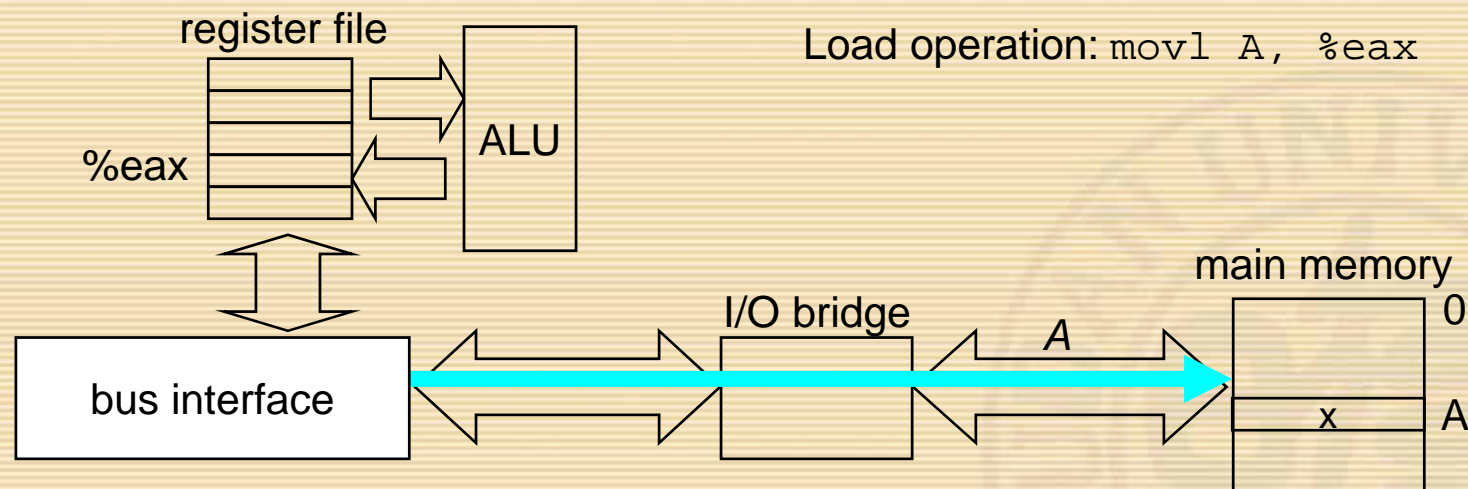 register file
Load operation: movl A, %eax
ALU
%eax
main memory
0
I/O bridge
A
bus interface
x
A